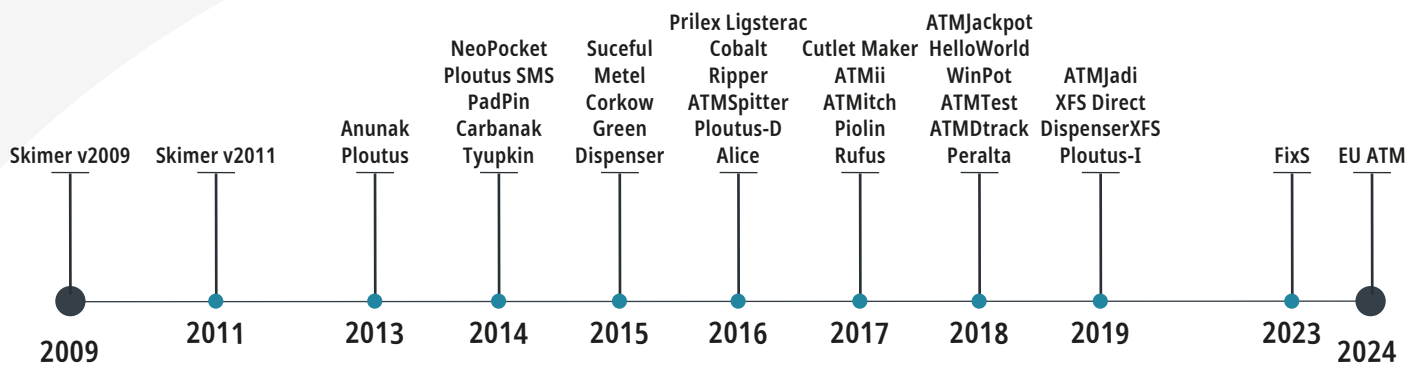 Skimer v2009
Skimer v2011
Anunak
Ploutus
NeoPocket
Ploutus SMS
PadPin
Carbanak
Tyupkin
Suceful
Metel
Corkow
Green
Dispenser
Prilex Ligsterac
Cobalt
Ripper
ATMSpitter
Ploutus-D
Alice
Cutlet Maker
ATMii
ATMitch
Piolin
Rufus
ATMJackpot
HelloWorld
WinPot
ATMTest
ATMDtrack
Peralta
ATMJadi
XFS Direct
DispenserXFS
Ploutus-I
FixS
EU ATM
2009
2011
2013
2014
2015
2016
2017
2018
2019
2023
2024